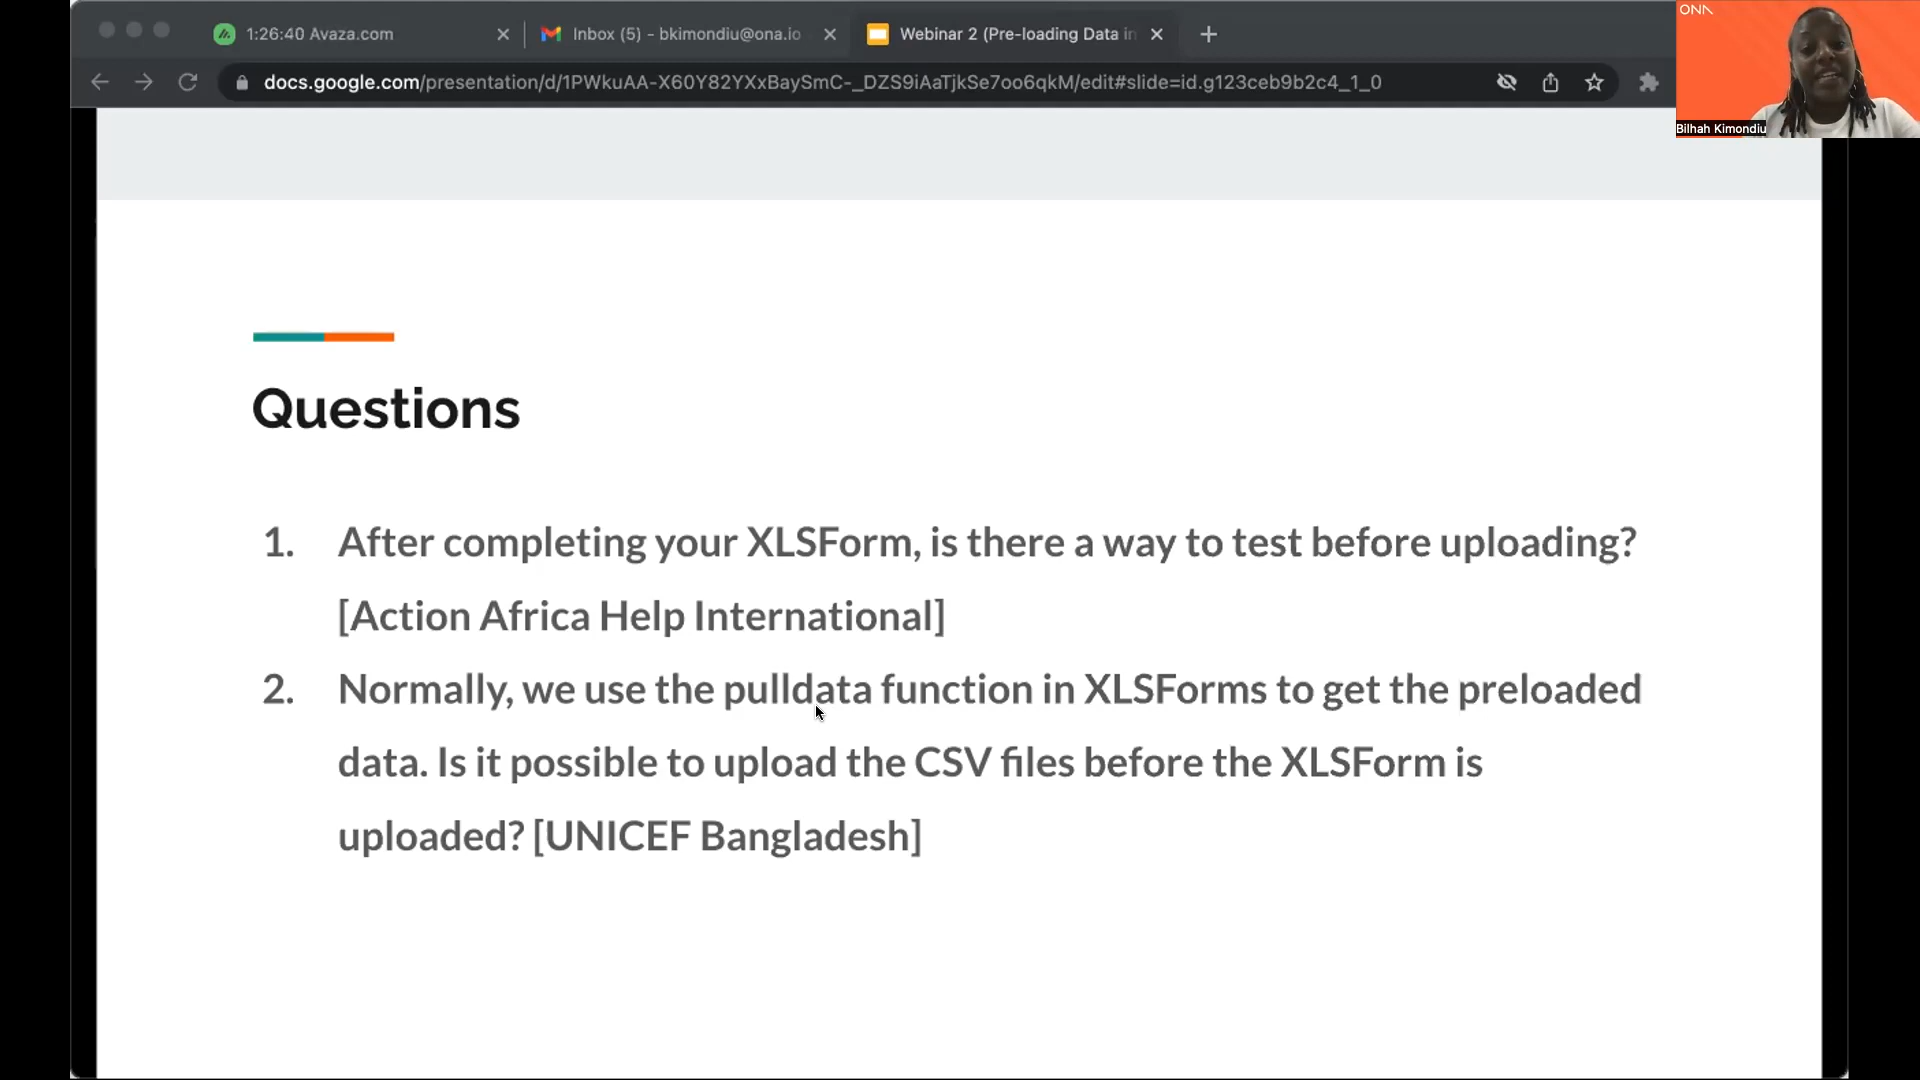 1:26:40 Avaza.com
Inbox (5) - bkimondiu@ona.io
Webinar 2 (Pre-loading Data in
docs.google.com/presentation/d/1PWkuAA-X60Y82YXxBaySmC-_DZS9iAaTjkSe7oo6qkM/edit#slide=id.g123ceb9b2c4_1_0
ONA
Bilhah Kimondiu
Questions
1. After completing your XLSForm, is there a way to test before uploading?
[Action Africa Help International]
2. Normally, we use the pulldata function in XLSForms to get the preloaded
data. Is it possible to upload the CSV files before the XLSForm is
uploaded? [UNICEF Bangladesh]